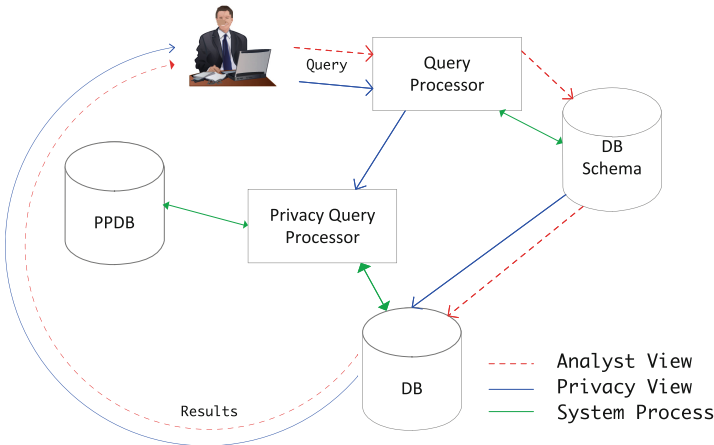 Query
Query
Processor
DB
Schema
PPDB
Privacy Query
Processor
DB
Results
Analyst View
Privacy View
System Process